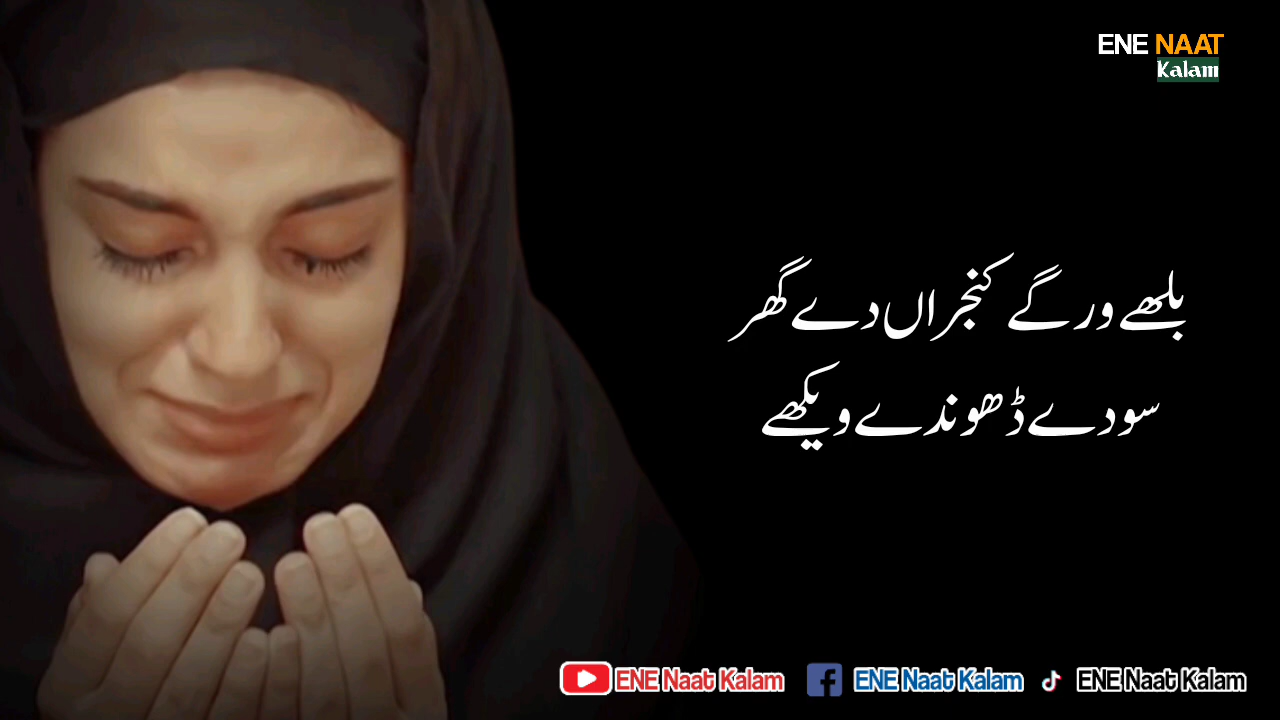 ENE NAAT
Kalam
بلھے ورگے کنجراں دے گھر
سودے ڈھوندے ویکھے
ENE Naat Kalam ENE Naat Kalam ENE Naat Kalam